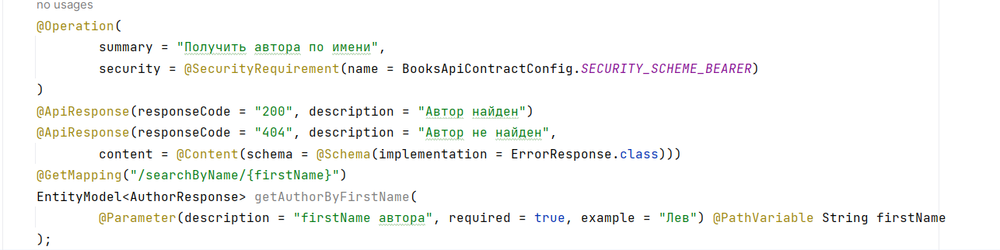 no usages
@Operation(
summary = "Получить автора по имени",
security = @SecurityRequirement(name = BooksApiContractConfig.SECURITY_SCHEME_BEARER)
)
@ApiResponse(responseCode = "200", description = "Автор найден")
@ApiResponse(responseCode = "404", description = "Автор не найден",
content = @Content(schema = @Schema(implementation = ErrorResponse.class)))
@GetMapping("/searchByName/{firstName}")
EntityModel<AuthorResponse> getAuthorByFirstName(
@Parameter(description = "firstName автора", required = true, example = "Лев") @PathVariable String firstName
);